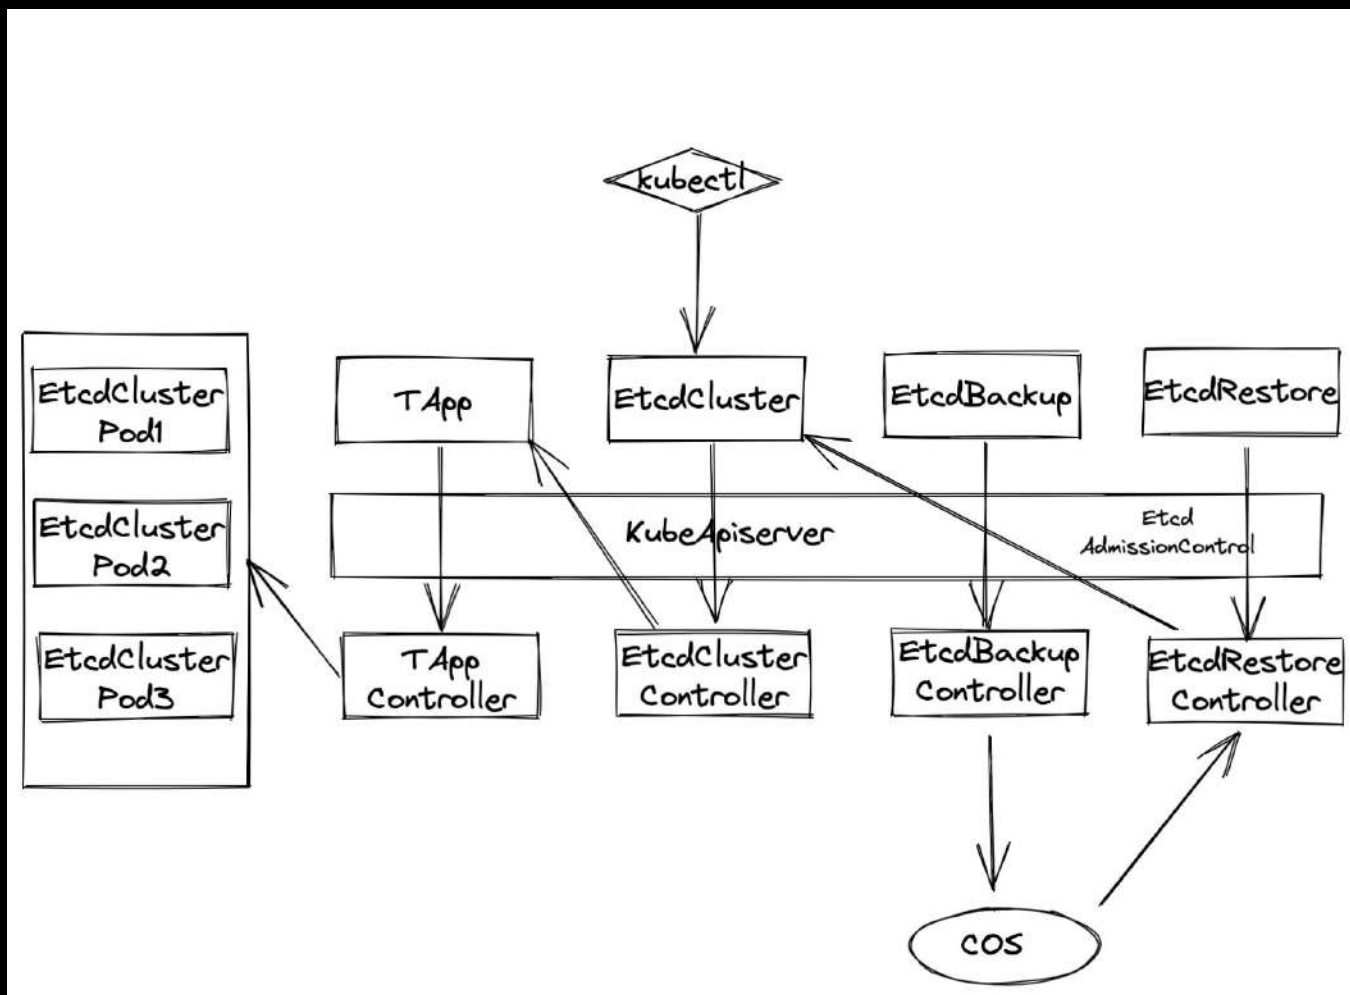 kubectl
EtcdCluster
Pod1
EtcdCluster
Pod2
EtcdCluster
Pod3
TApp
EtcdCluster
EtcdBackup
EtcdRestore
KubeApiserver
Etcd
AdmissionControl
TApp
Controller
EtcdCluster
Controller
EtcdBackup
Controller
EtcdRestore
Controller
COS